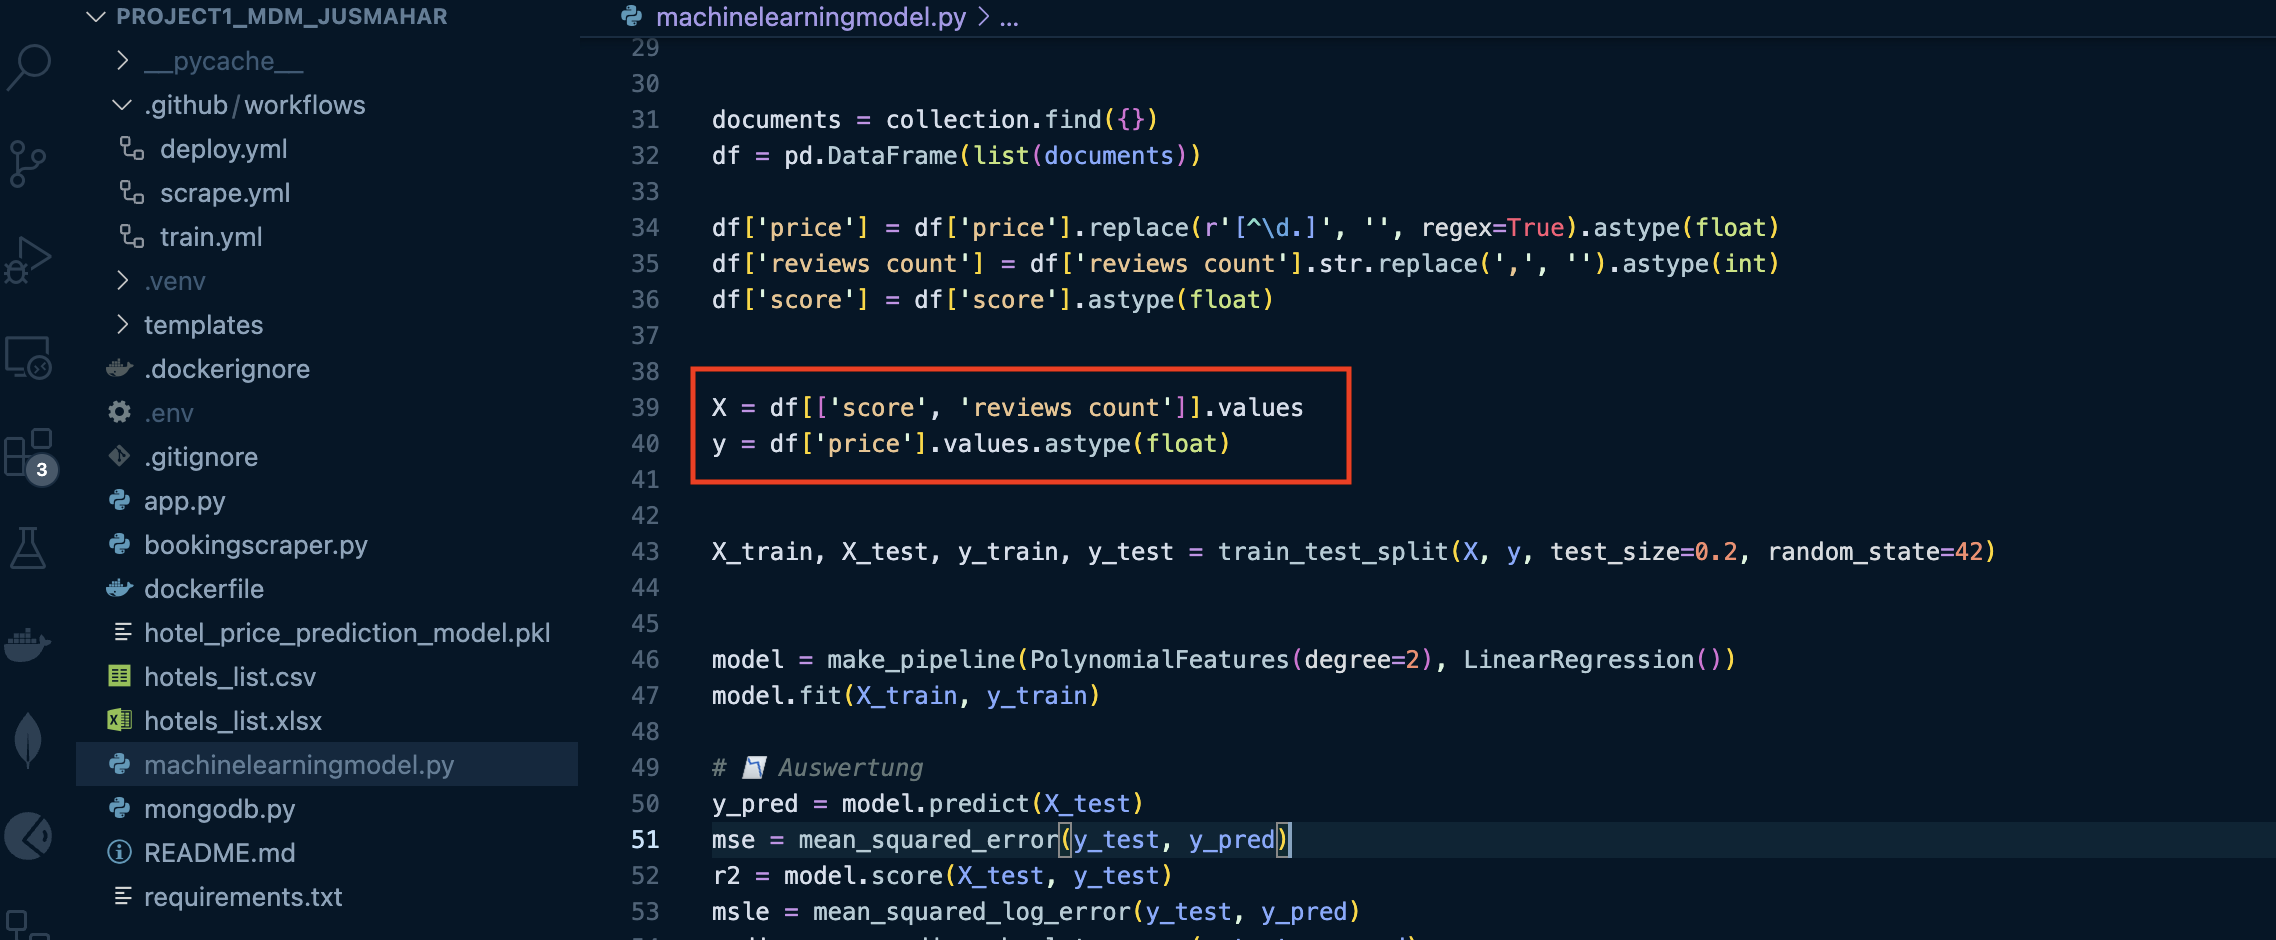 PROJECT1_MDM_JUSMAHAR
__pycache__
.github/workflows
deploy.yml
scrape.yml
train.yml
.venv
templates
.dockerignore
.env
.gitignore
app.py
bookingscraper.py
dockerfile
hotel_price_prediction_model.pkl
hotels_list.csv
hotels_list.xlsx
machinelearningmodel.py
mongodb.py
README.md
requirements.txt
3
machinelearningmodel.py > ...
29
30
31 documents = collection.find({})
32 df = pd.DataFrame(list(documents))
33
34 df['price'] = df['price'].replace(r'[^\d.]', '', regex=True).astype(float)
35 df['reviews count'] = df['reviews count'].str.replace(',', '').astype(int)
36 df['score'] = df['score'].astype(float)
37
38
39 X = df[['score', 'reviews count']].values
40 y = df['price'].values.astype(float)
41
42
43 X_train, X_test, y_train, y_test = train_test_split(X, y, test_size=0.2, random_state=42)
44
45
46 model = make_pipeline(PolynomialFeatures(degree=2), LinearRegression())
47 model.fit(X_train, y_train)
48
49 # 📉 Auswertung
50 y_pred = model.predict(X_test)
51 mse = mean_squared_error(y_test, y_pred)
52 r2 = model.score(X_test, y_test)
53 msle = mean_squared_log_error(y_test, y_pred)